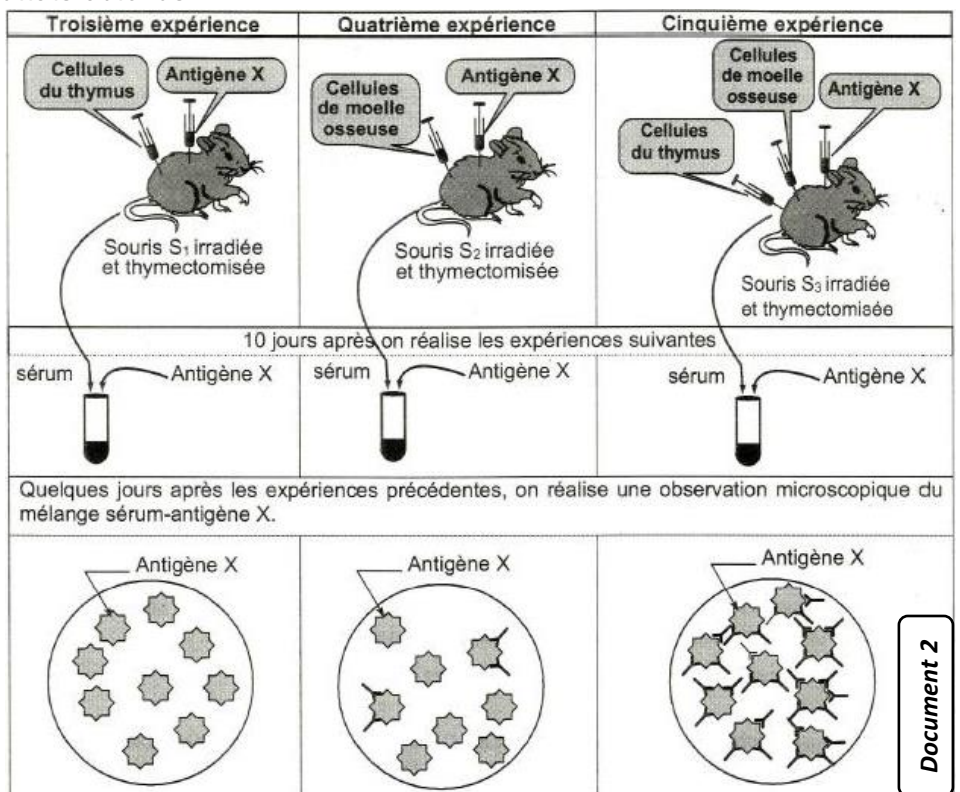 Troisième expérience
Quatrième expérience
Cinquième expérience
Cellules
du thymus
Antigène X
Souris S₁ irradiée
et thymectomisée
Cellules
de moelle
osseuse
Antigène X
Souris S₂ irradiée
et thymectomisée
Cellules
de moelle
osseuse
Antigène X
Cellules
du thymus
Souris S₃ irradiée
et thymectomisée
10 jours après on réalise les expériences suivantes
sérum
Antigène X
sérum
Antigène X
sérum
Antigène X
Quelques jours après les expériences précédentes, on réalise une observation microscopique du
mélange sérum-antigène X.
Antigène X
Antigène X
Antigène X
Document 2